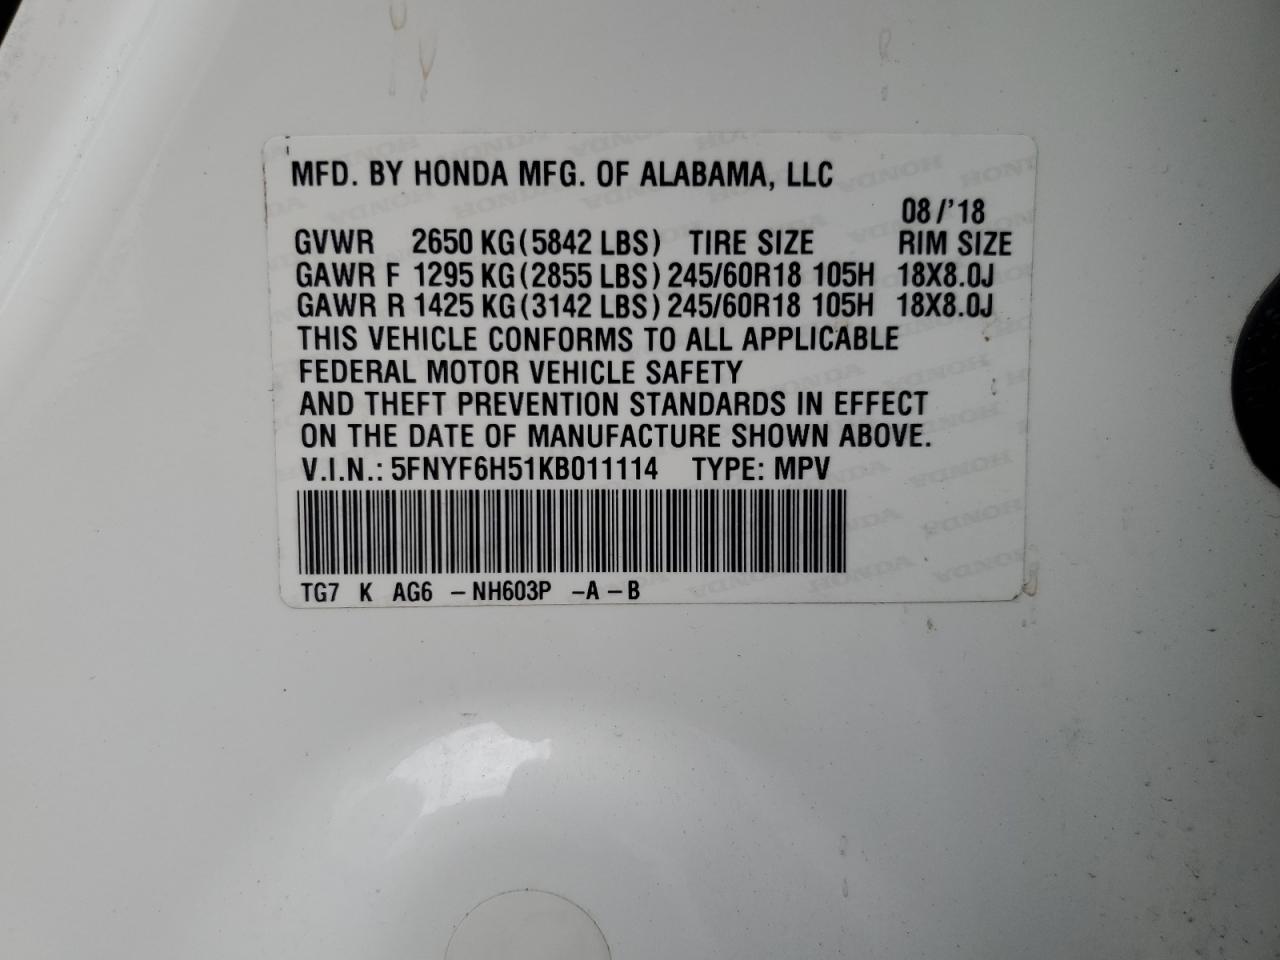 MFD. BY HONDA MFG. OF ALABAMA, LLC
08/'18
GVWR 2650 KG (5842 LBS) TIRE SIZE RIM SIZE
GAWR F 1295 KG (2855 LBS) 245/60R18 105H 18X8.0J
GAWR R 1425 KG (3142 LBS) 245/60R18 105H 18X8.0J
THIS VEHICLE CONFORMS TO ALL APPLICABLE
FEDERAL MOTOR VEHICLE SAFETY
AND THEFT PREVENTION STANDARDS IN EFFECT
ON THE DATE OF MANUFACTURE SHOWN ABOVE.
V.I.N.: 5FNYF6H51KB011114 TYPE: MPV
TG7 K AG6 -NH603P -A-B